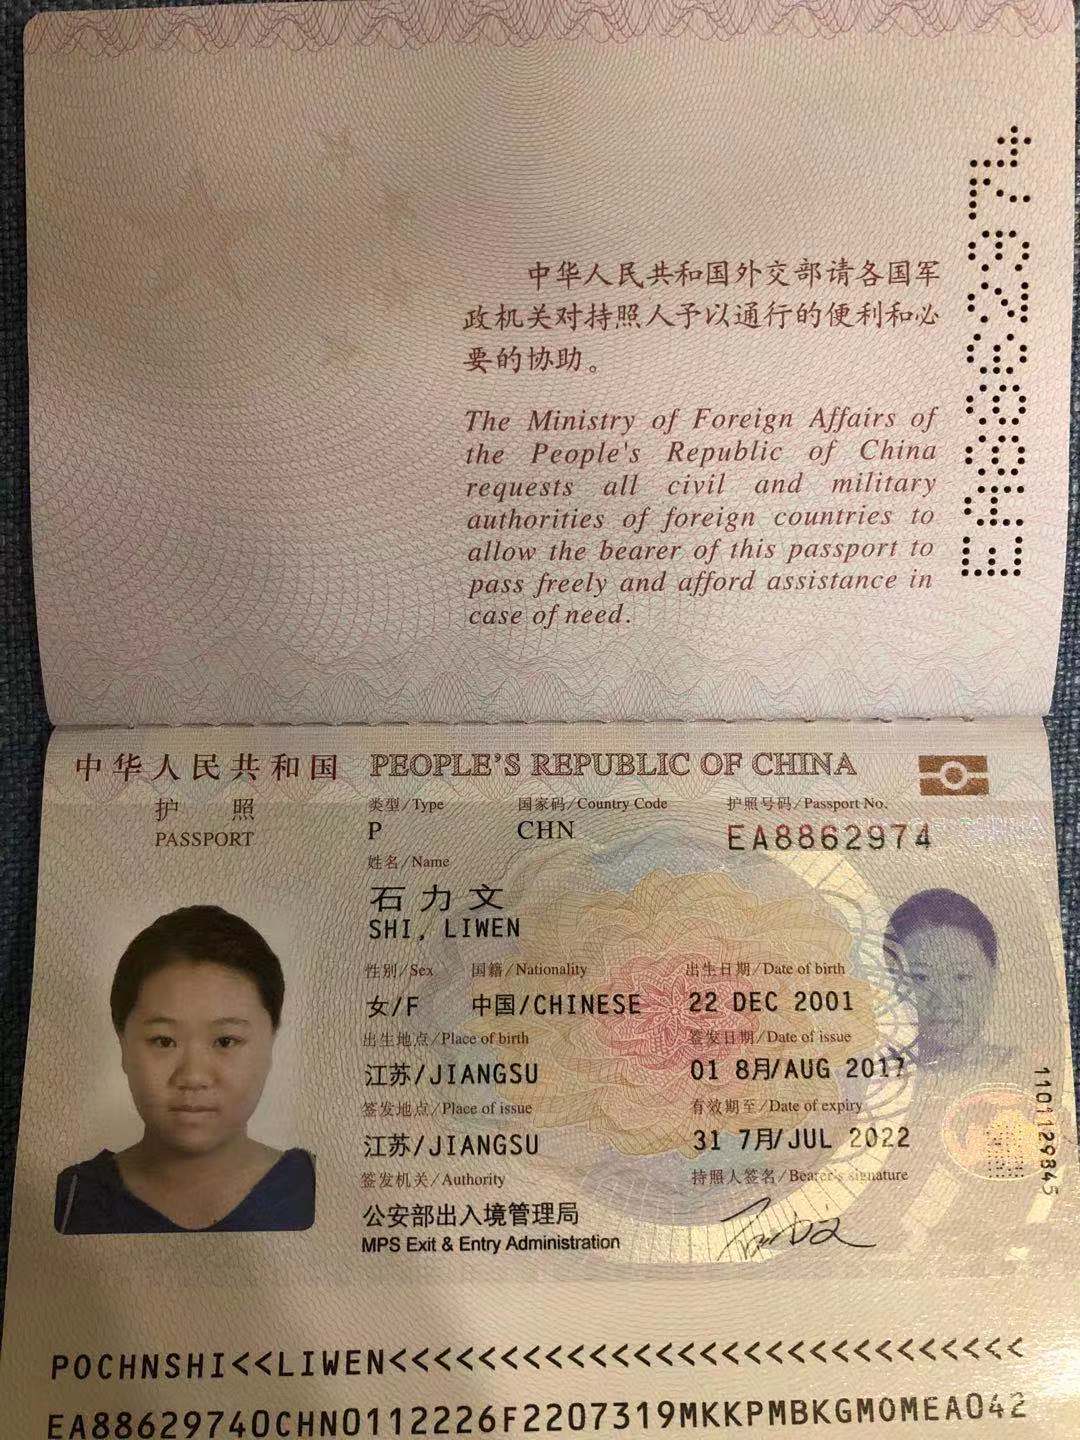 中华人民共和国外交部请各国军
政机关对持照人予以通行的便利和必
要的协助。
The Ministry of Foreign Affairs of
the People's Republic of China
requests all civil and military
authorities of foreign countries to
allow the bearer of this passport to
pass freely and afford assistance in
case of need.
EA8862974
中华人民共和国 PEOPLE'S REPUBLIC OF CHINA
护 照
PASSPORT
类型/Type 国家码/Country Code 护照号码/Passport No.
P CHN EA8862974
姓名/Name
石力文
SHI, LIWEN
性别/Sex 国籍/Nationality 出生日期/Date of birth
女/F 中国/CHINESE 22 DEC 2001
出生地点/Place of birth 签发日期/Date of issue
江苏/JIANGSU 01 8月/AUG 2017
签发地点/Place of issue 有效期至/Date of expiry
江苏/JIANGSU 31 7月/JUL 2022
签发机关/Authority 持照人签名/Bearer's signature
公安部出入境管理局
MPS Exit & Entry Administration
1101129845
POCHNSHI<<LIWEN<<<<<<<<<<<<<<<<<<<<<<<<<<<<<
EA88629740CHN0112226F2207319MKKPMBKGMOMEA042